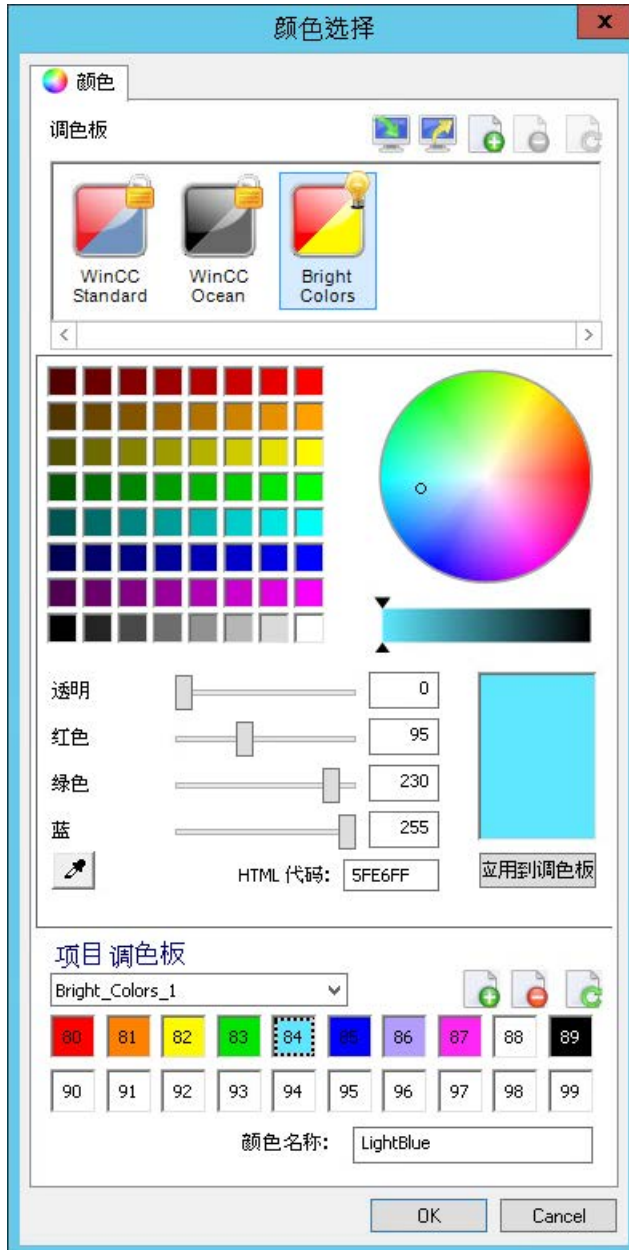 颜色选择
x
颜色
调色板
WinCC Standard
WinCC Ocean
Bright Colors
透明 0
红色 95
绿色 230
蓝 255
HTML 代码: 5FE6FF
应用到调色板
项目 调色板
Bright_Colors_1
80 81 82 83 84 85 86 87 88 89
90 91 92 93 94 95 96 97 98 99
颜色名称: LightBlue
OK Cancel